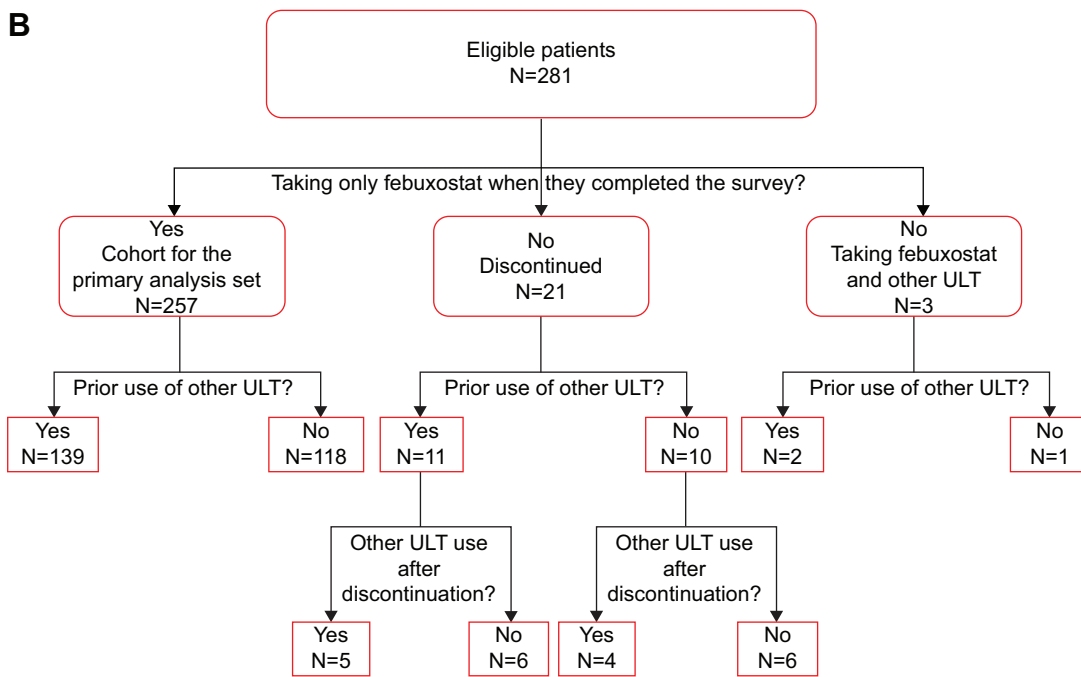 B
Eligible patients
N=281
Taking only febuxostat when they completed the survey?
Yes
Cohort for the
primary analysis set
N=257
No
Discontinued
N=21
No
Taking febuxostat
and other ULT
N=3
Prior use of other ULT?
Prior use of other ULT?
Prior use of other ULT?
Yes
N=139
No
N=118
Yes
N=11
No
N=10
Yes
N=2
No
N=1
Other ULT use
after
discontinuation?
Other ULT use
after
discontinuation?
Yes
N=5
No
N=6
Yes
N=4
No
N=6